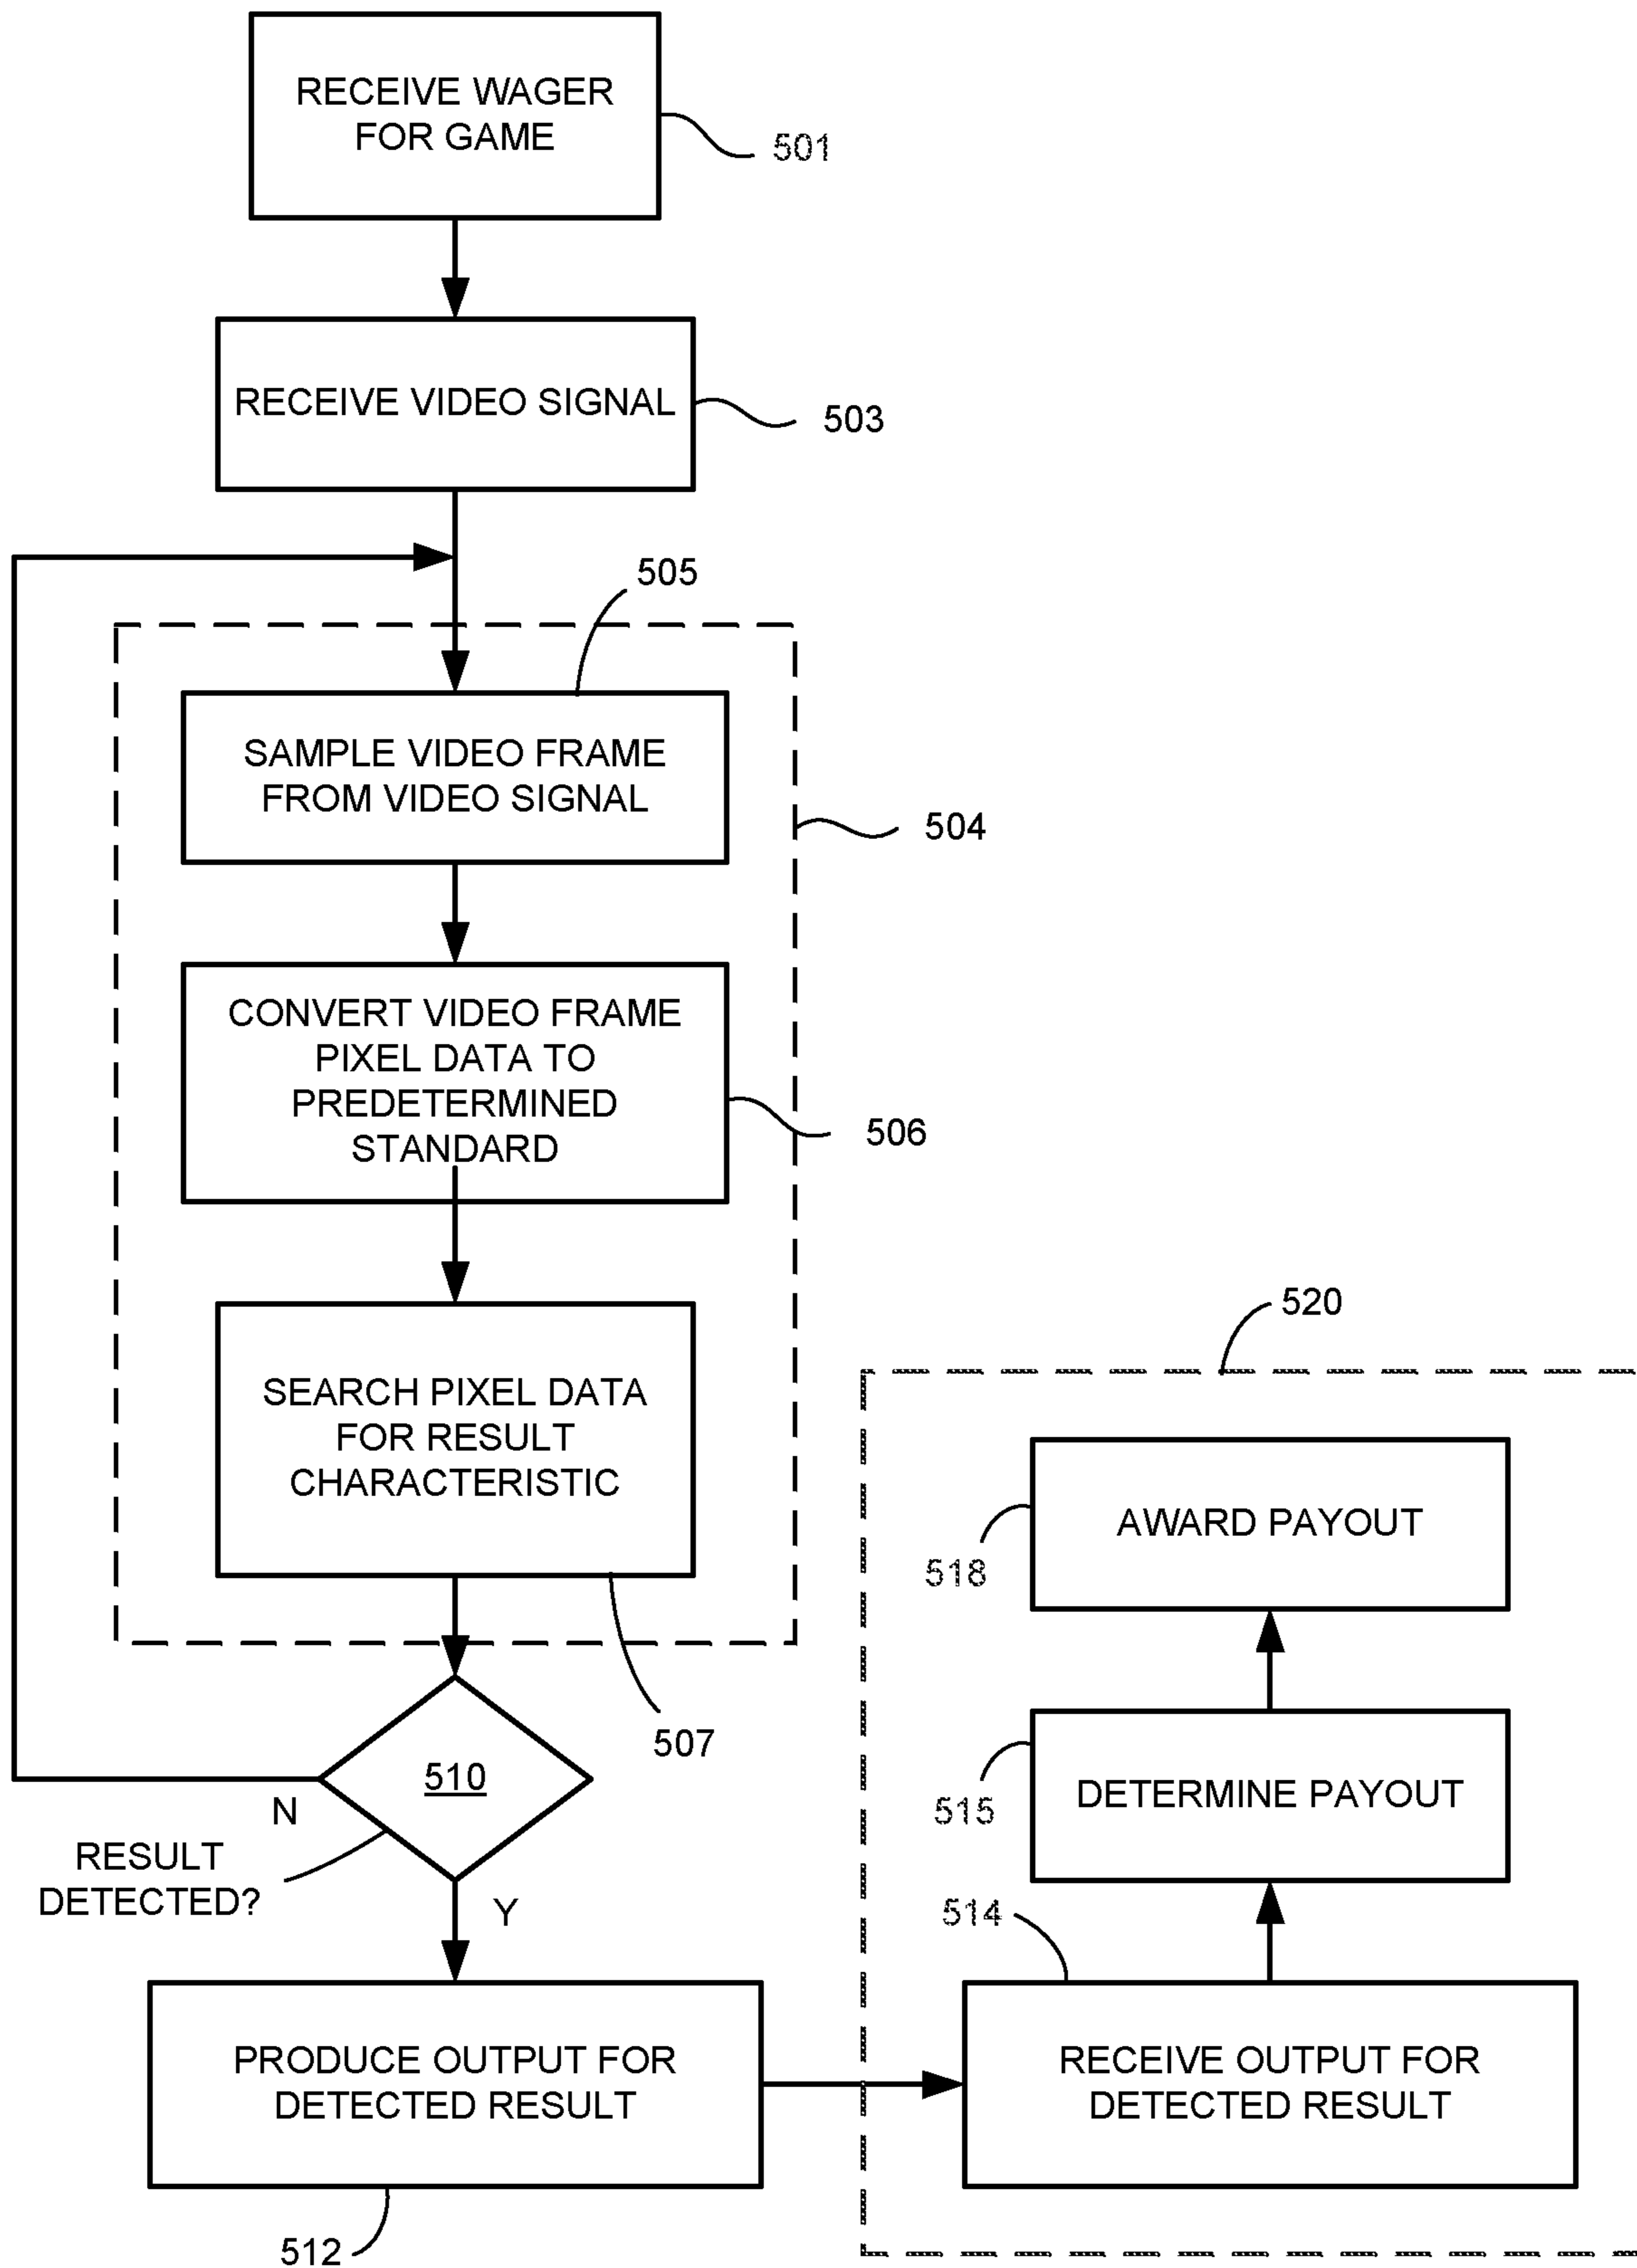 RECEIVE WAGER
FOR GAME
501
RECEIVE VIDEO SIGNAL
503
505
SAMPLE VIDEO FRAME
FROM VIDEO SIGNAL
504
CONVERT VIDEO FRAME
PIXEL DATA TO
PREDETERMINED
STANDARD
506
SEARCH PIXEL DATA
FOR RESULT
CHARACTERISTIC
507
510
N
RESULT
DETECTED?
Y
PRODUCE OUTPUT FOR
DETECTED RESULT
512
520
AWARD PAYOUT
518
DETERMINE PAYOUT
515
514
RECEIVE OUTPUT FOR
DETECTED RESULT